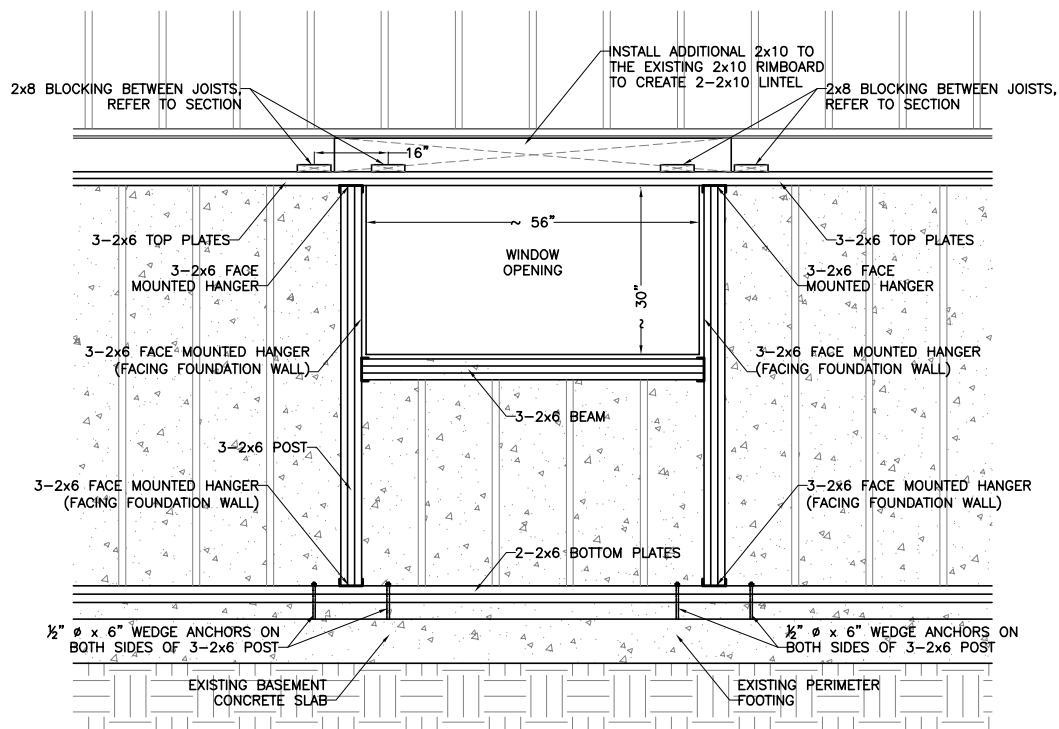 INSTALL ADDITIONAL 2x10 TO
THE EXISTING 2x10 RIMBOARD
TO CREATE 2-2x10 LINTEL
2x8 BLOCKING BETWEEN JOISTS,
REFER TO SECTION
2x8 BLOCKING BETWEEN JOISTS,
REFER TO SECTION
16"
~ 56"
3-2x6 TOP PLATES
3-2x6 TOP PLATES
WINDOW
OPENING
3-2x6 FACE
MOUNTED HANGER
3-2x6 FACE
MOUNTED HANGER
~ 30"
3-2x6 FACE MOUNTED HANGER
(FACING FOUNDATION WALL)
3-2x6 FACE MOUNTED HANGER
(FACING FOUNDATION WALL)
3-2x6 BEAM
3-2x6 POST
3-2x6 FACE MOUNTED HANGER
(FACING FOUNDATION WALL)
3-2x6 FACE MOUNTED HANGER
(FACING FOUNDATION WALL)
2-2x6 BOTTOM PLATES
½" ø x 6" WEDGE ANCHORS ON
BOTH SIDES OF 3-2x6 POST
½" ø x 6" WEDGE ANCHORS ON
BOTH SIDES OF 3-2x6 POST
EXISTING BASEMENT
CONCRETE SLAB
EXISTING PERIMETER
FOOTING